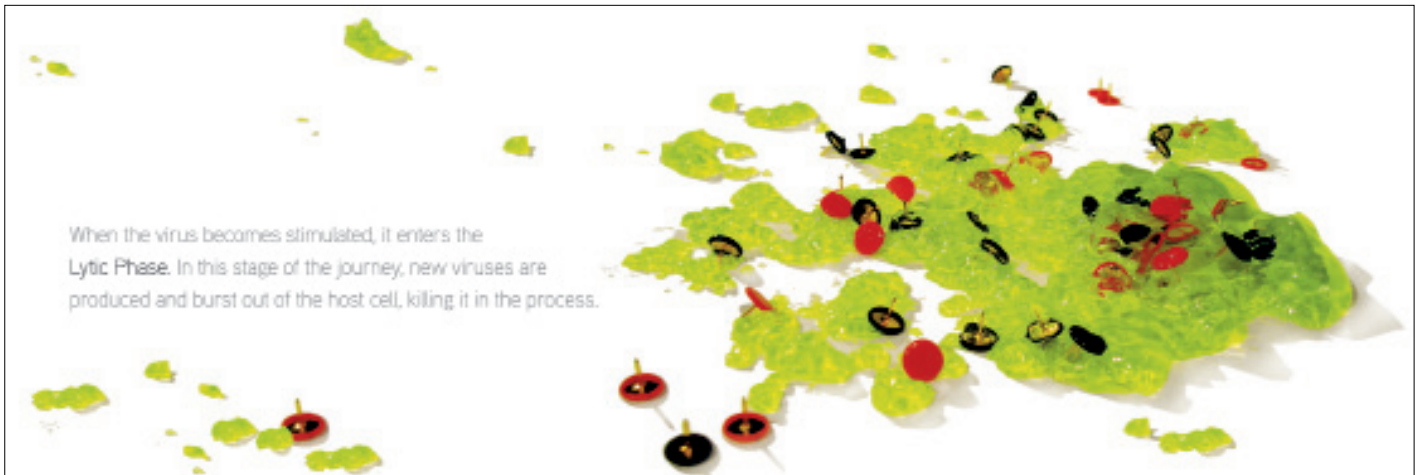 When the virus becomes stimulated, it enters the
Lytic Phase. In this stage of the journey, new viruses are
produced and burst out of the host cell, killing it in the process.